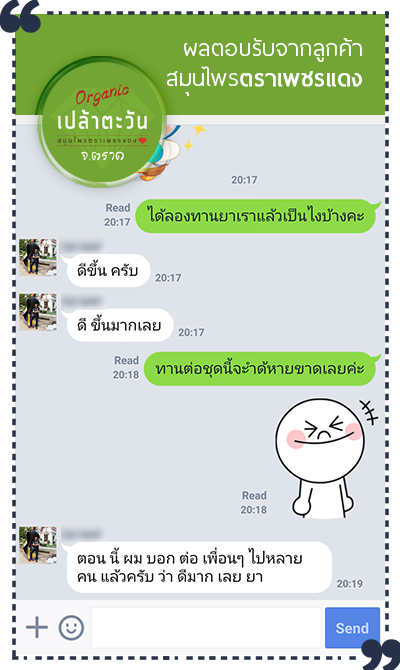 ผลตอบรับจากลูกค้า
สมุนไพรตราเพชรแดง
Organic
เปล้าตะวัน
สมุนไพรตราเพชรแดง
จ.ตราด
20:17
Read
20:17
ได้ลองทานยาเราแล้วเป็นไงบ้างคะ
ดีขึ้น ครับ
20:17
ดี ขึ้นมากเลย
20:17
Read
20:18
ทานต่อชุดนี้จะำด้หายขาดเลยค่ะ
Read
20:18
ตอน นี้ ผม บอก ต่อ เพื่อนๆ ไปหลาย
คน แล้วครับ ว่า ดีมาก เลย ยา
20:19
Send